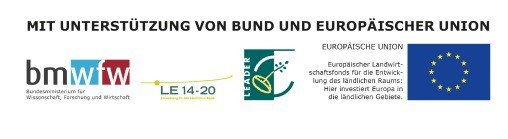 MIT UNTERSTÜTZUNG VON BUND UND EUROPÄISCHER UNION
bmwfw
Bundesministerium für
Wissenschaft, Forschung und Wirtschaft
LE 14-20
LEADER
EUROPÄISCHE UNION
Europäischer Landwirt-
schaftsfonds für die Entwick-
lung des ländlichen Raums:
Hier investiert Europa in
die ländlichen Gebiete.